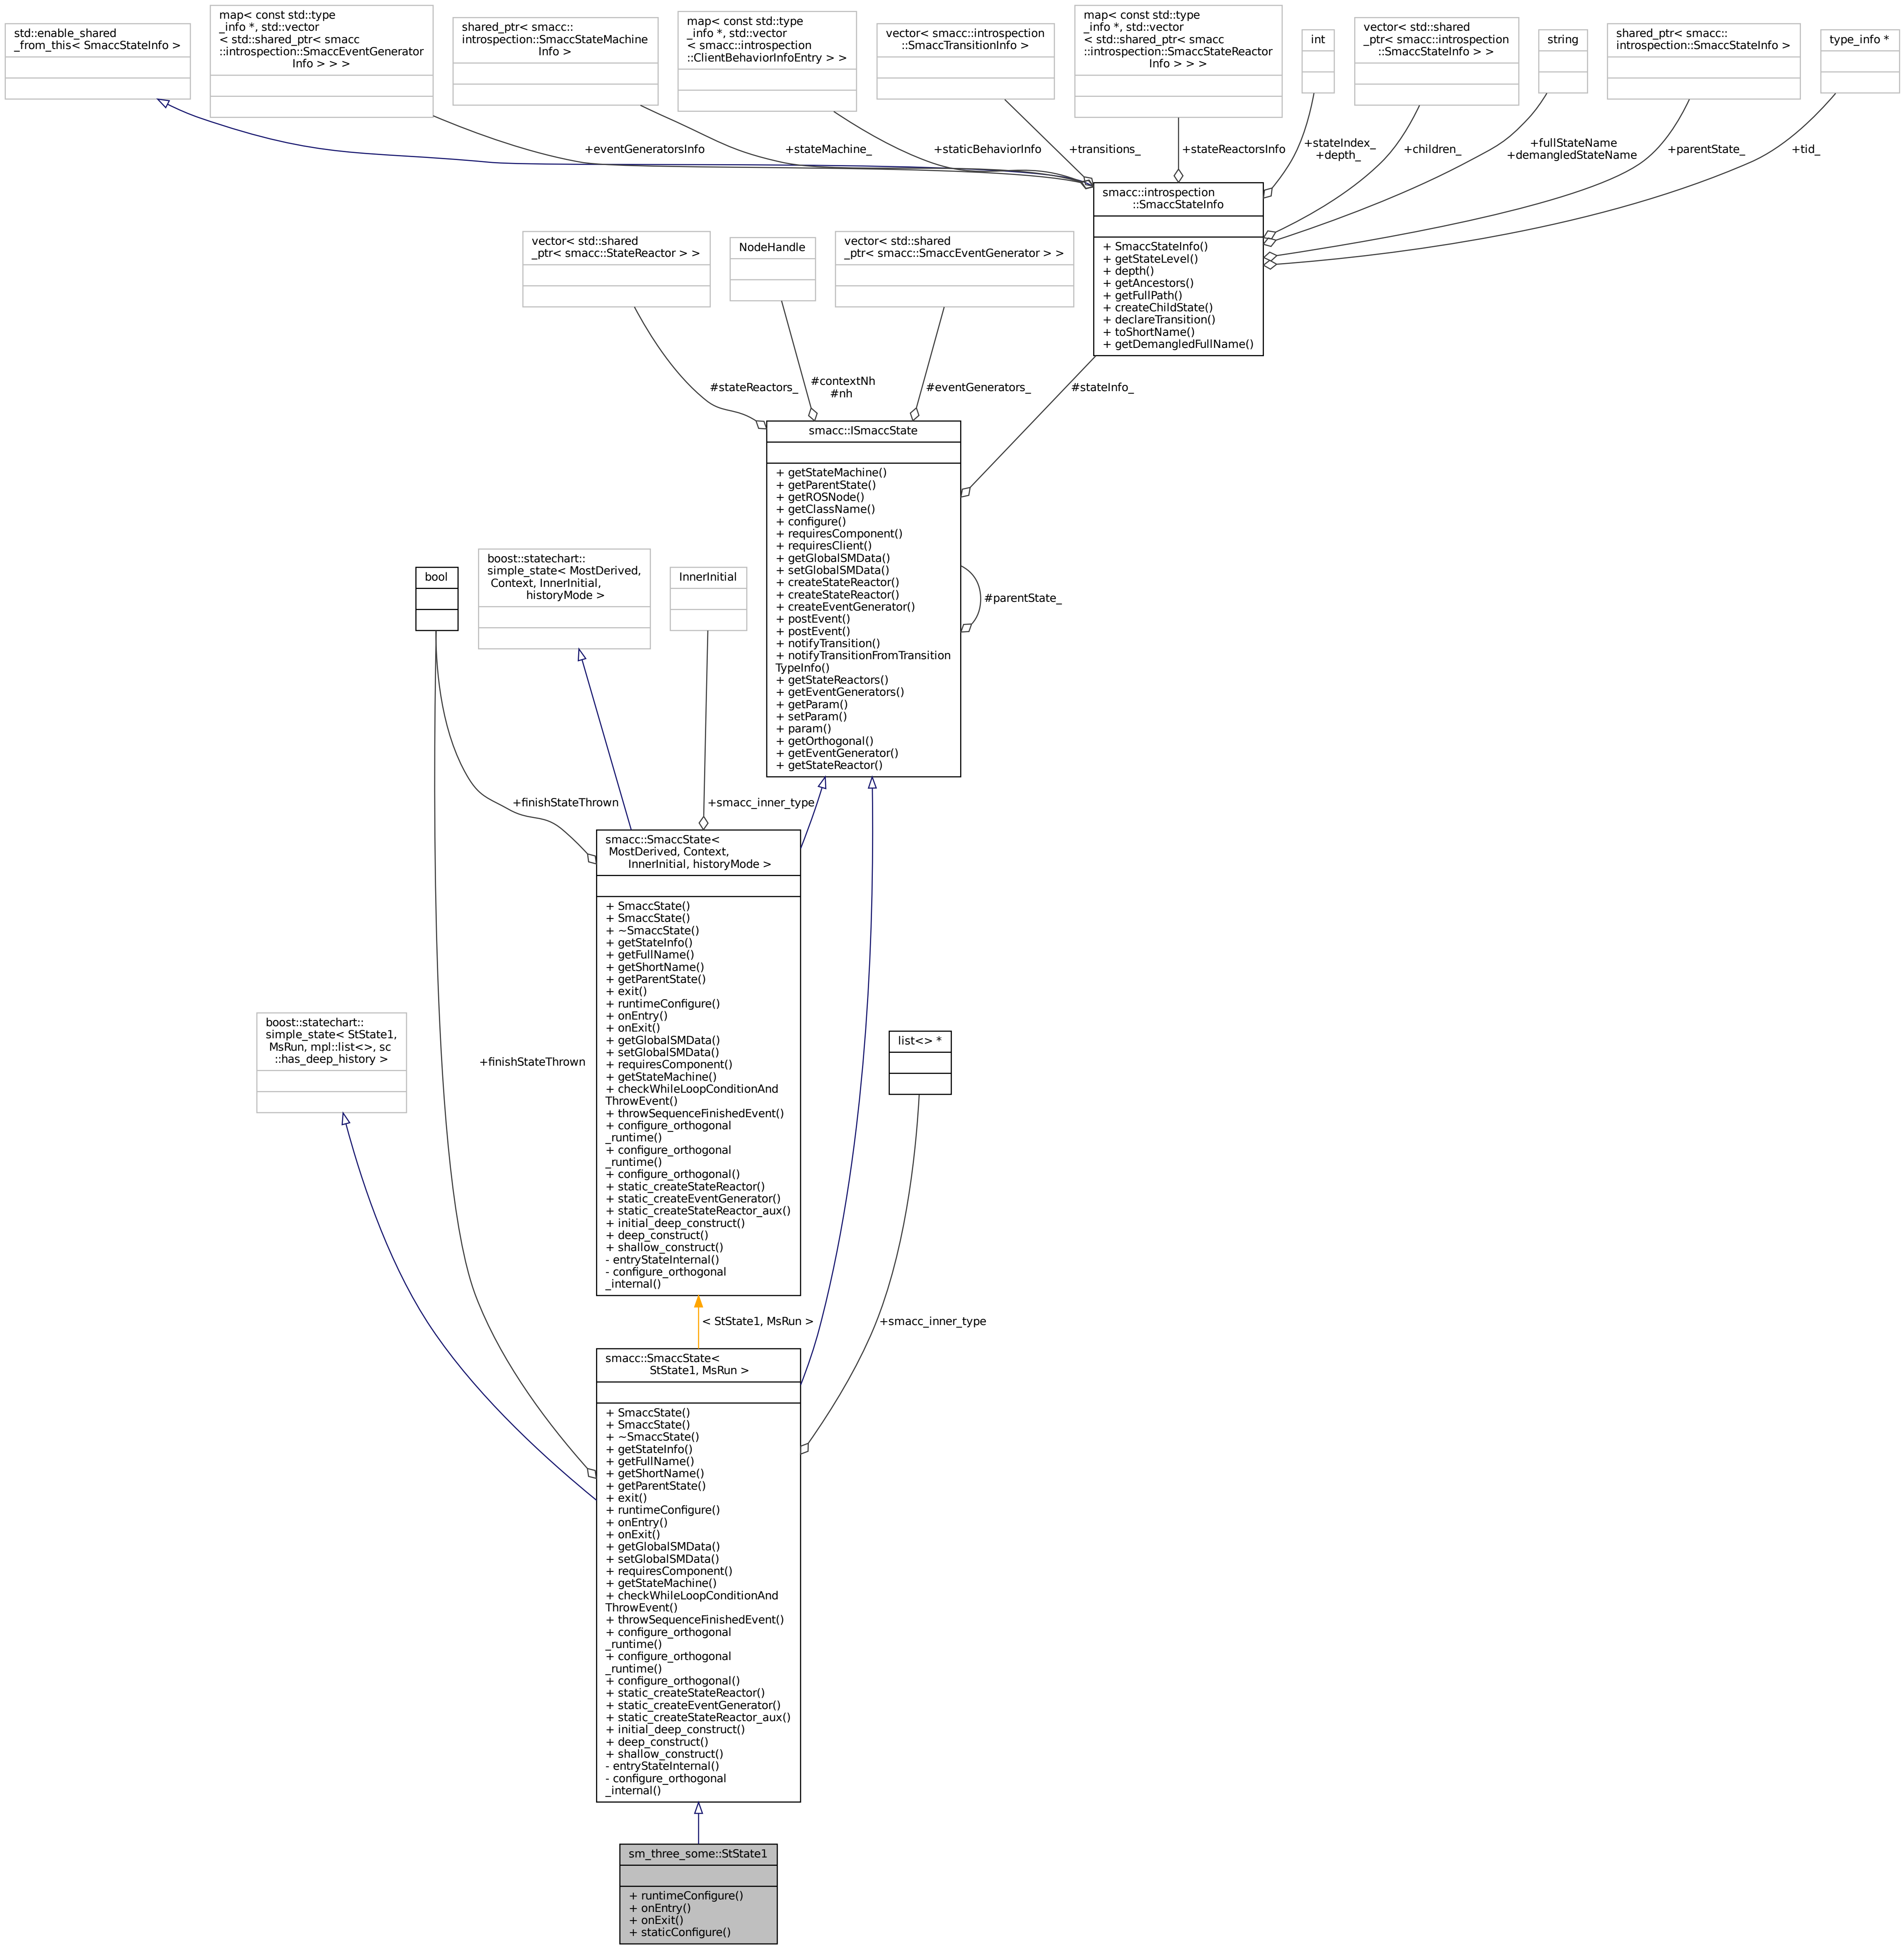 std::enable_shared
_from_this< SmaccStateInfo >
map< const std::type
_info *, std::vector
< std::shared_ptr< smacc
::introspection::SmaccEventGenerator
Info > > >
shared_ptr< smacc::
introspection::SmaccStateMachine
Info >
map< const std::type
_info *, std::vector
< smacc::introspection
::ClientBehaviorInfoEntry > >
vector< smacc::introspection
::SmaccTransitionInfo >
map< const std::type
_info *, std::vector
< std::shared_ptr< smacc
::introspection::SmaccStateReactor
Info > > >
int
vector< std::shared
_ptr< smacc::introspection
::SmaccStateInfo > >
string
shared_ptr< smacc::
introspection::SmaccStateInfo >
type_info *
+eventGeneratorsInfo
+stateMachine_
+staticBehaviorInfo
+transitions_
+stateReactorsInfo
+stateIndex_
+depth_
+children_
+fullStateName
+demangledStateName
+parentState_
+tid_
smacc::introspection
::SmaccStateInfo
+ SmaccStateInfo()
+ getStateLevel()
+ depth()
+ getAncestors()
+ getFullPath()
+ createChildState()
+ declareTransition()
+ toShortName()
+ getDemangledFullName()
vector< std::shared
_ptr< smacc::StateReactor > >
NodeHandle
vector< std::shared
_ptr< smacc::SmaccEventGenerator > >
#stateReactors_
#contextNh
#nh
#eventGenerators_
#stateInfo_
smacc::ISmaccState
+ getStateMachine()
+ getParentState()
+ getROSNode()
+ getClassName()
+ configure()
+ requiresComponent()
+ requiresClient()
+ getGlobalSMData()
+ setGlobalSMData()
+ createStateReactor()
+ createStateReactor()
+ createEventGenerator()
+ postEvent()
+ postEvent()
+ notifyTransition()
+ notifyTransitionFromTransition
TypeInfo()
+ getStateReactors()
+ getEventGenerators()
+ getParam()
+ setParam()
+ param()
+ getOrthogonal()
+ getEventGenerator()
+ getStateReactor()
#parentState_
bool
boost::statechart::
simple_state< MostDerived,
Context, InnerInitial,
historyMode >
InnerInitial
+finishStateThrown
+smacc_inner_type
smacc::SmaccState<
MostDerived, Context,
InnerInitial, historyMode >
+ SmaccState()
+ SmaccState()
+ ~SmaccState()
+ getStateInfo()
+ getFullName()
+ getShortName()
+ getParentState()
+ exit()
+ runtimeConfigure()
+ onEntry()
+ onExit()
+ getGlobalSMData()
+ setGlobalSMData()
+ requiresComponent()
+ getStateMachine()
+ checkWhileLoopConditionAnd
ThrowEvent()
+ throwSequenceFinishedEvent()
+ configure_orthogonal
_runtime()
+ configure_orthogonal
_runtime()
+ configure_orthogonal()
+ static_createStateReactor()
+ static_createEventGenerator()
+ static_createStateReactor_aux()
+ initial_deep_construct()
+ deep_construct()
+ shallow_construct()
- entryStateInternal()
- configure_orthogonal
_internal()
boost::statechart::
simple_state< StState1,
MsRun, mpl::list<>, sc
::has_deep_history >
+finishStateThrown
list<> *
< StState1, MsRun >
+smacc_inner_type
smacc::SmaccState<
StState1, MsRun >
+ SmaccState()
+ SmaccState()
+ ~SmaccState()
+ getStateInfo()
+ getFullName()
+ getShortName()
+ getParentState()
+ exit()
+ runtimeConfigure()
+ onEntry()
+ onExit()
+ getGlobalSMData()
+ setGlobalSMData()
+ requiresComponent()
+ getStateMachine()
+ checkWhileLoopConditionAnd
ThrowEvent()
+ throwSequenceFinishedEvent()
+ configure_orthogonal
_runtime()
+ configure_orthogonal
_runtime()
+ configure_orthogonal()
+ static_createStateReactor()
+ static_createEventGenerator()
+ static_createStateReactor_aux()
+ initial_deep_construct()
+ deep_construct()
+ shallow_construct()
- entryStateInternal()
- configure_orthogonal
_internal()
sm_three_some::StState1
+ runtimeConfigure()
+ onEntry()
+ onExit()
+ staticConfigure()